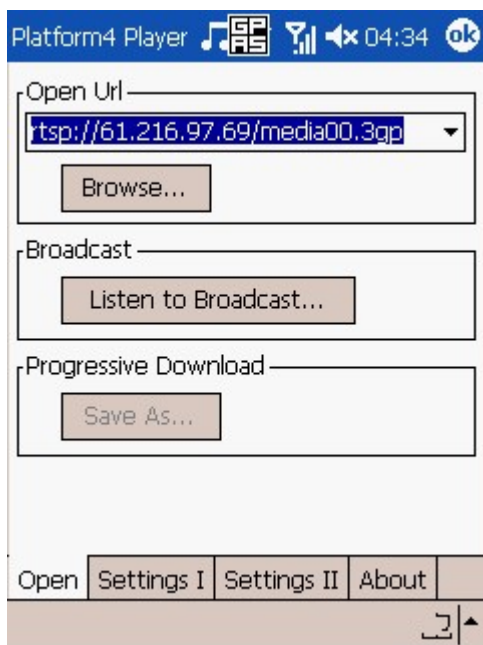 Platform4 Player 04:34 ok
Open Url
rtsp://61.216.97.69/media00.3gp
Browse...
Broadcast
Listen to Broadcast...
Progressive Download
Save As...
Open Settings I Settings II About